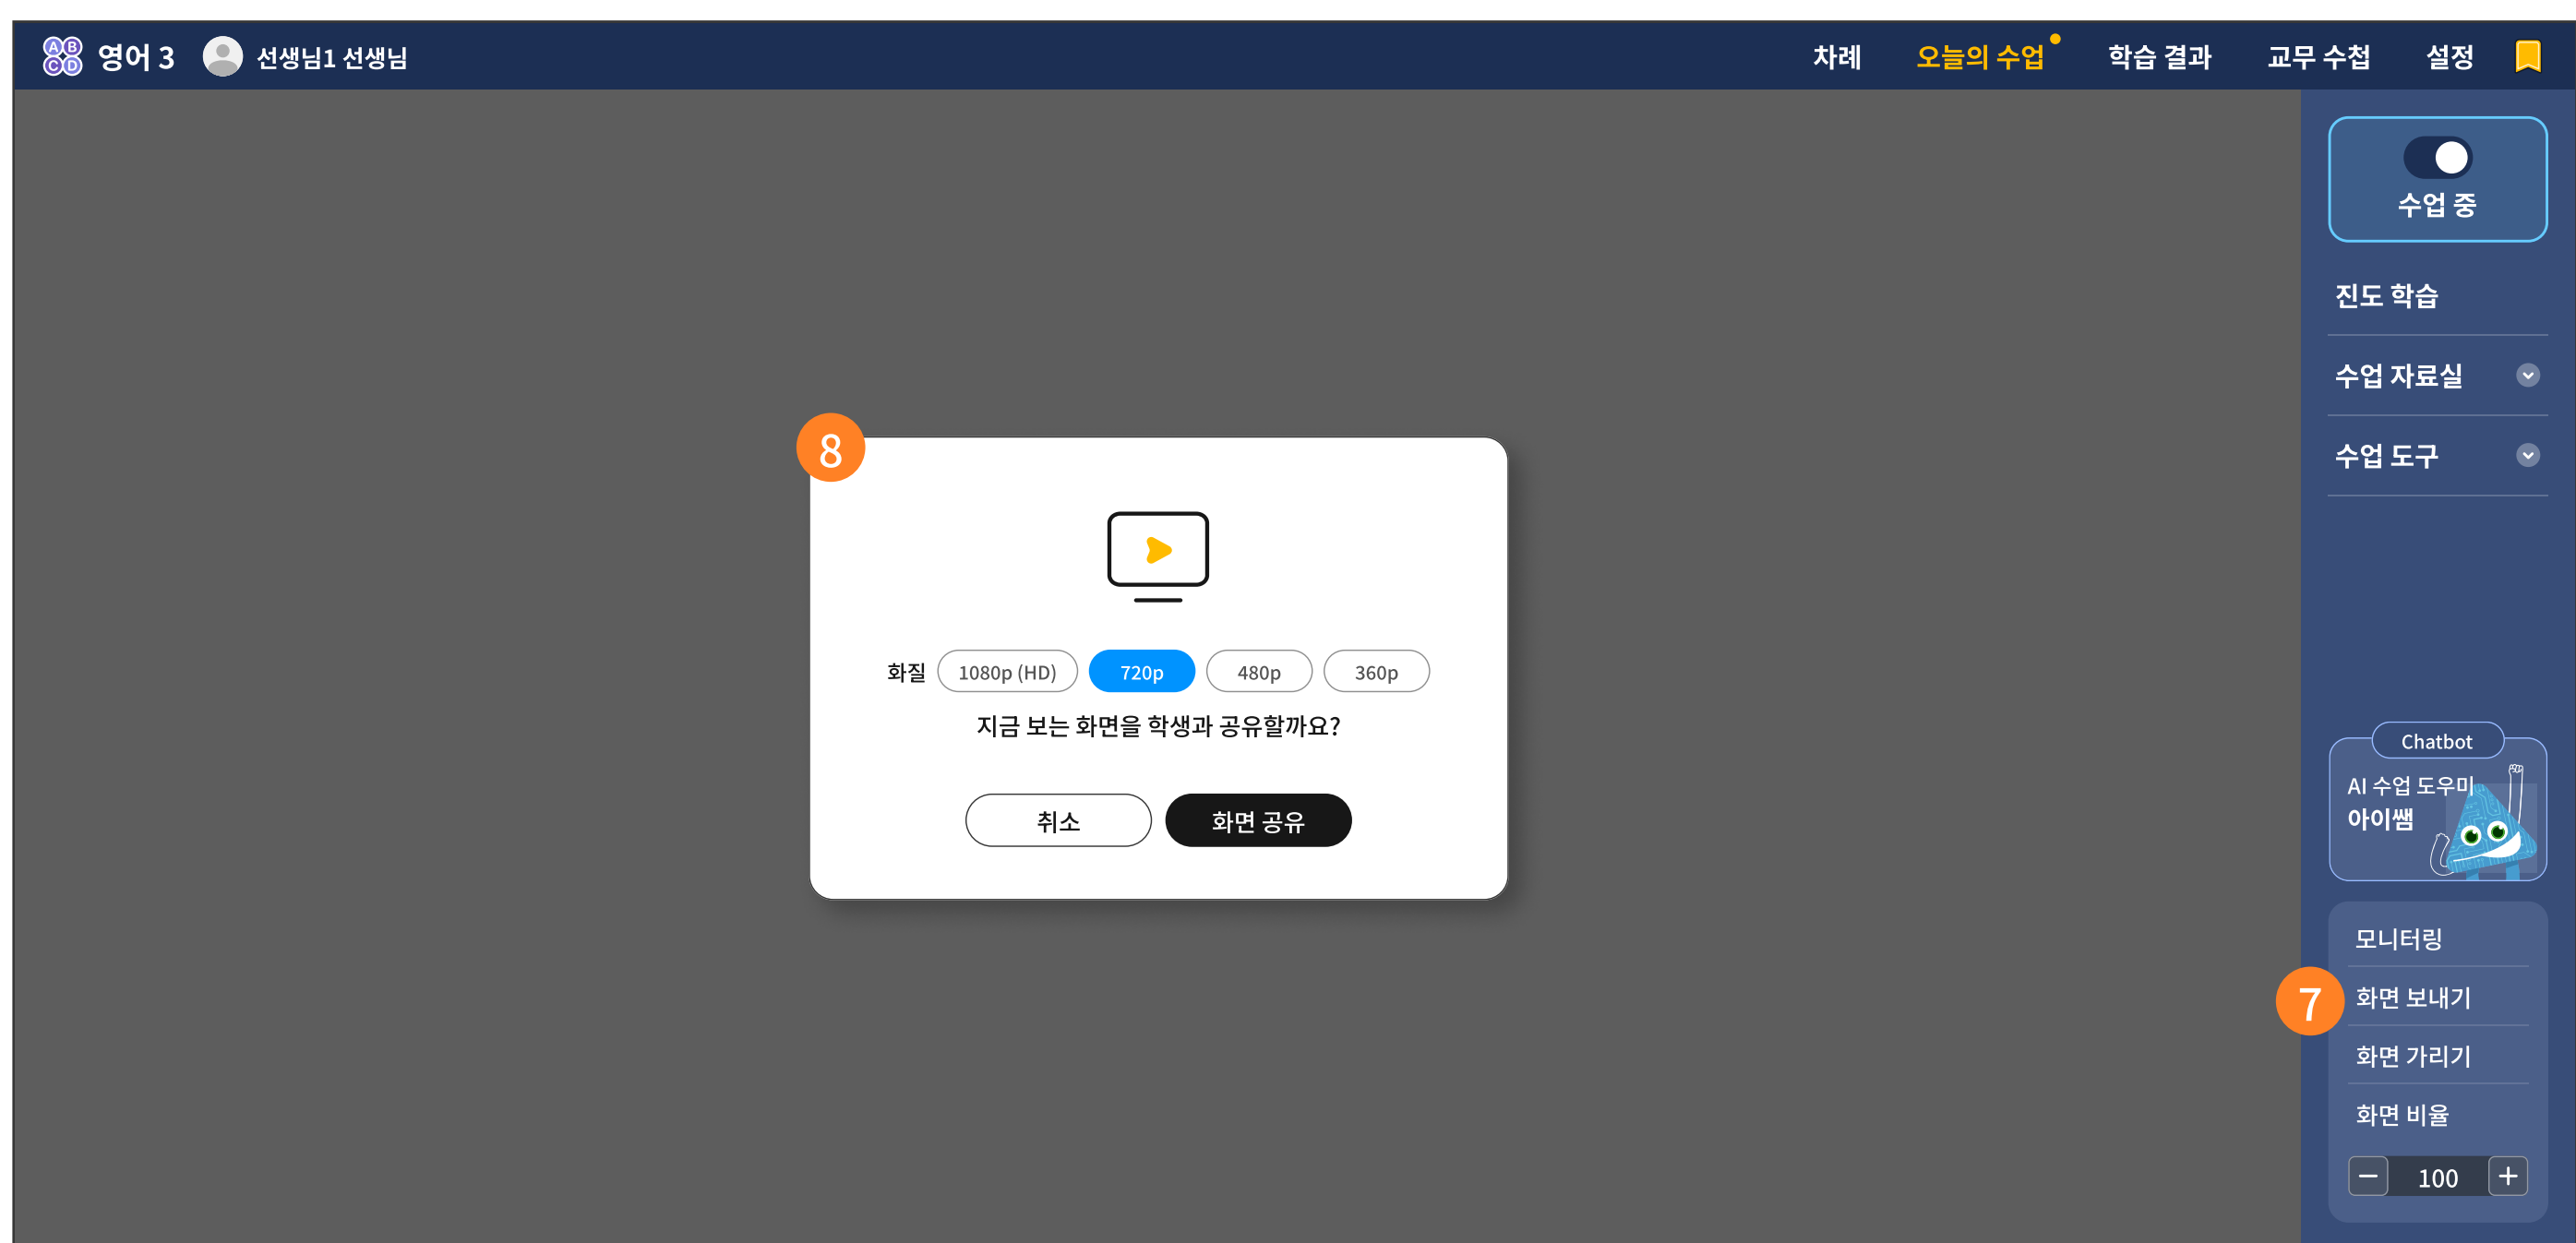 A B C D
영어 3
선생님1 선생님
차례
오늘의 수업
학습 결과
교무 수첩
설정
수업 중
진도 학습
수업 자료실
수업 도구
8
화질
1080p (HD)
720p
480p
360p
지금 보는 화면을 학생과 공유할까요?
취소
화면 공유
Chatbot
AI 수업 도우미
아이쌤
모니터링
7
화면 보내기
화면 가리기
화면 비율
− 100 +